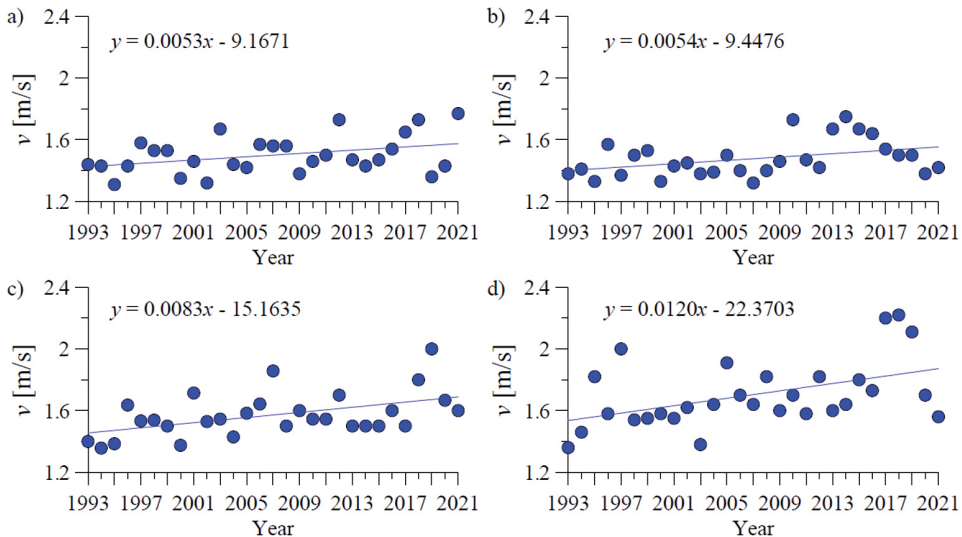 a)
2.4
2
1.6
1.2
v [m/s]
y = 0.0053x - 9.1671
1993 1997 2001 2005 2009 2013 2017 2021
Year
b)
2.4
2
1.6
1.2
v [m/s]
y = 0.0054x - 9.4476
1993 1997 2001 2005 2009 2013 2017 2021
Year
c)
2.4
2
1.6
1.2
v [m/s]
y = 0.0083x - 15.1635
1993 1997 2001 2005 2009 2013 2017 2021
Year
d)
2.4
2
1.6
1.2
v [m/s]
y = 0.0120x - 22.3703
1993 1997 2001 2005 2009 2013 2017 2021
Year